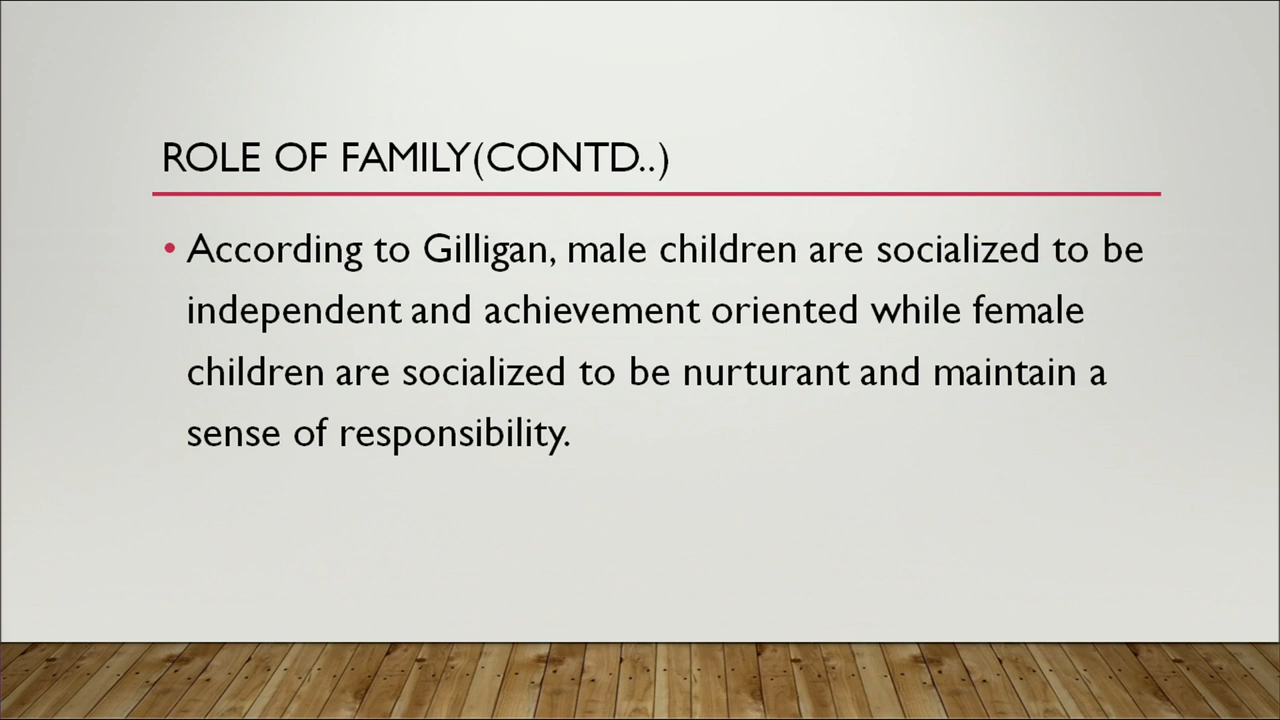 ROLE OF FAMILY(CONTD..)
• According to Gilligan, male children are socialized to be
independent and achievement oriented while female
children are socialized to be nurturant and maintain a
sense of responsibility.